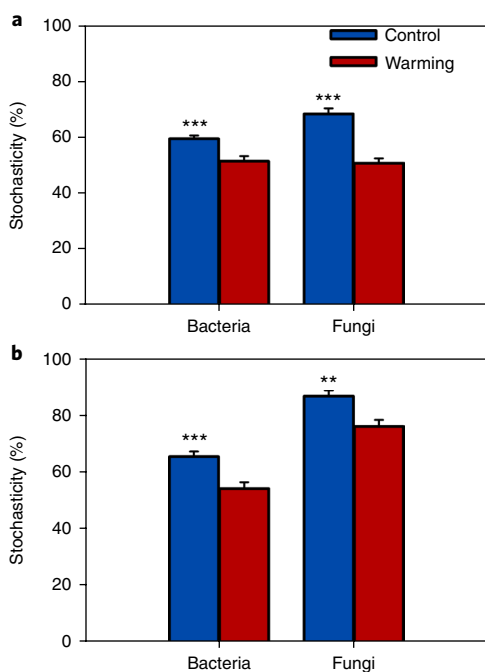 a
100
80
60
40
20
0
Stochasticity (%)
Control
Warming
***
***
Bacteria Fungi
b
100
80
60
40
20
0
Stochasticity (%)
***
**
Bacteria Fungi